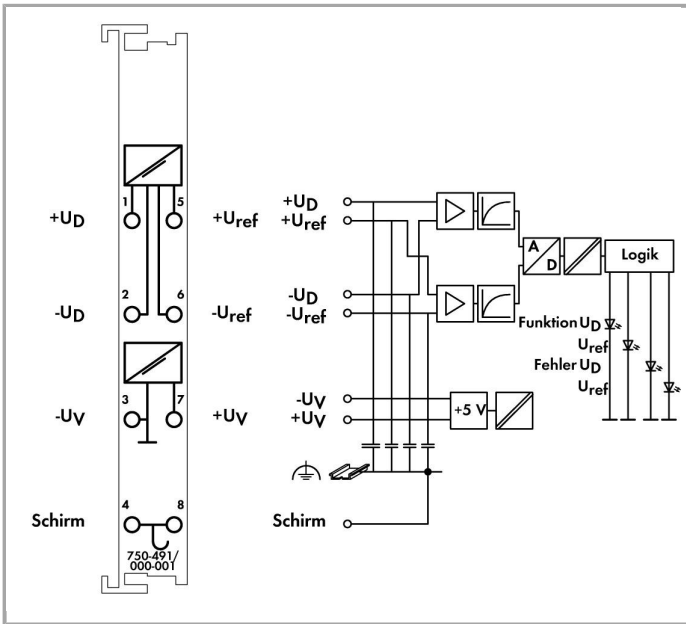 1 5
+UD +Uref
2 6
-UD -Uref
3 7
-UV +UV
4 8
Schirm
750-491/
000-001
+UD
+Uref
-UD
-Uref
-UV
+UV
Schirm
A
D
Logik
+5 V
Funktion UD
Uref
Fehler UD
Uref